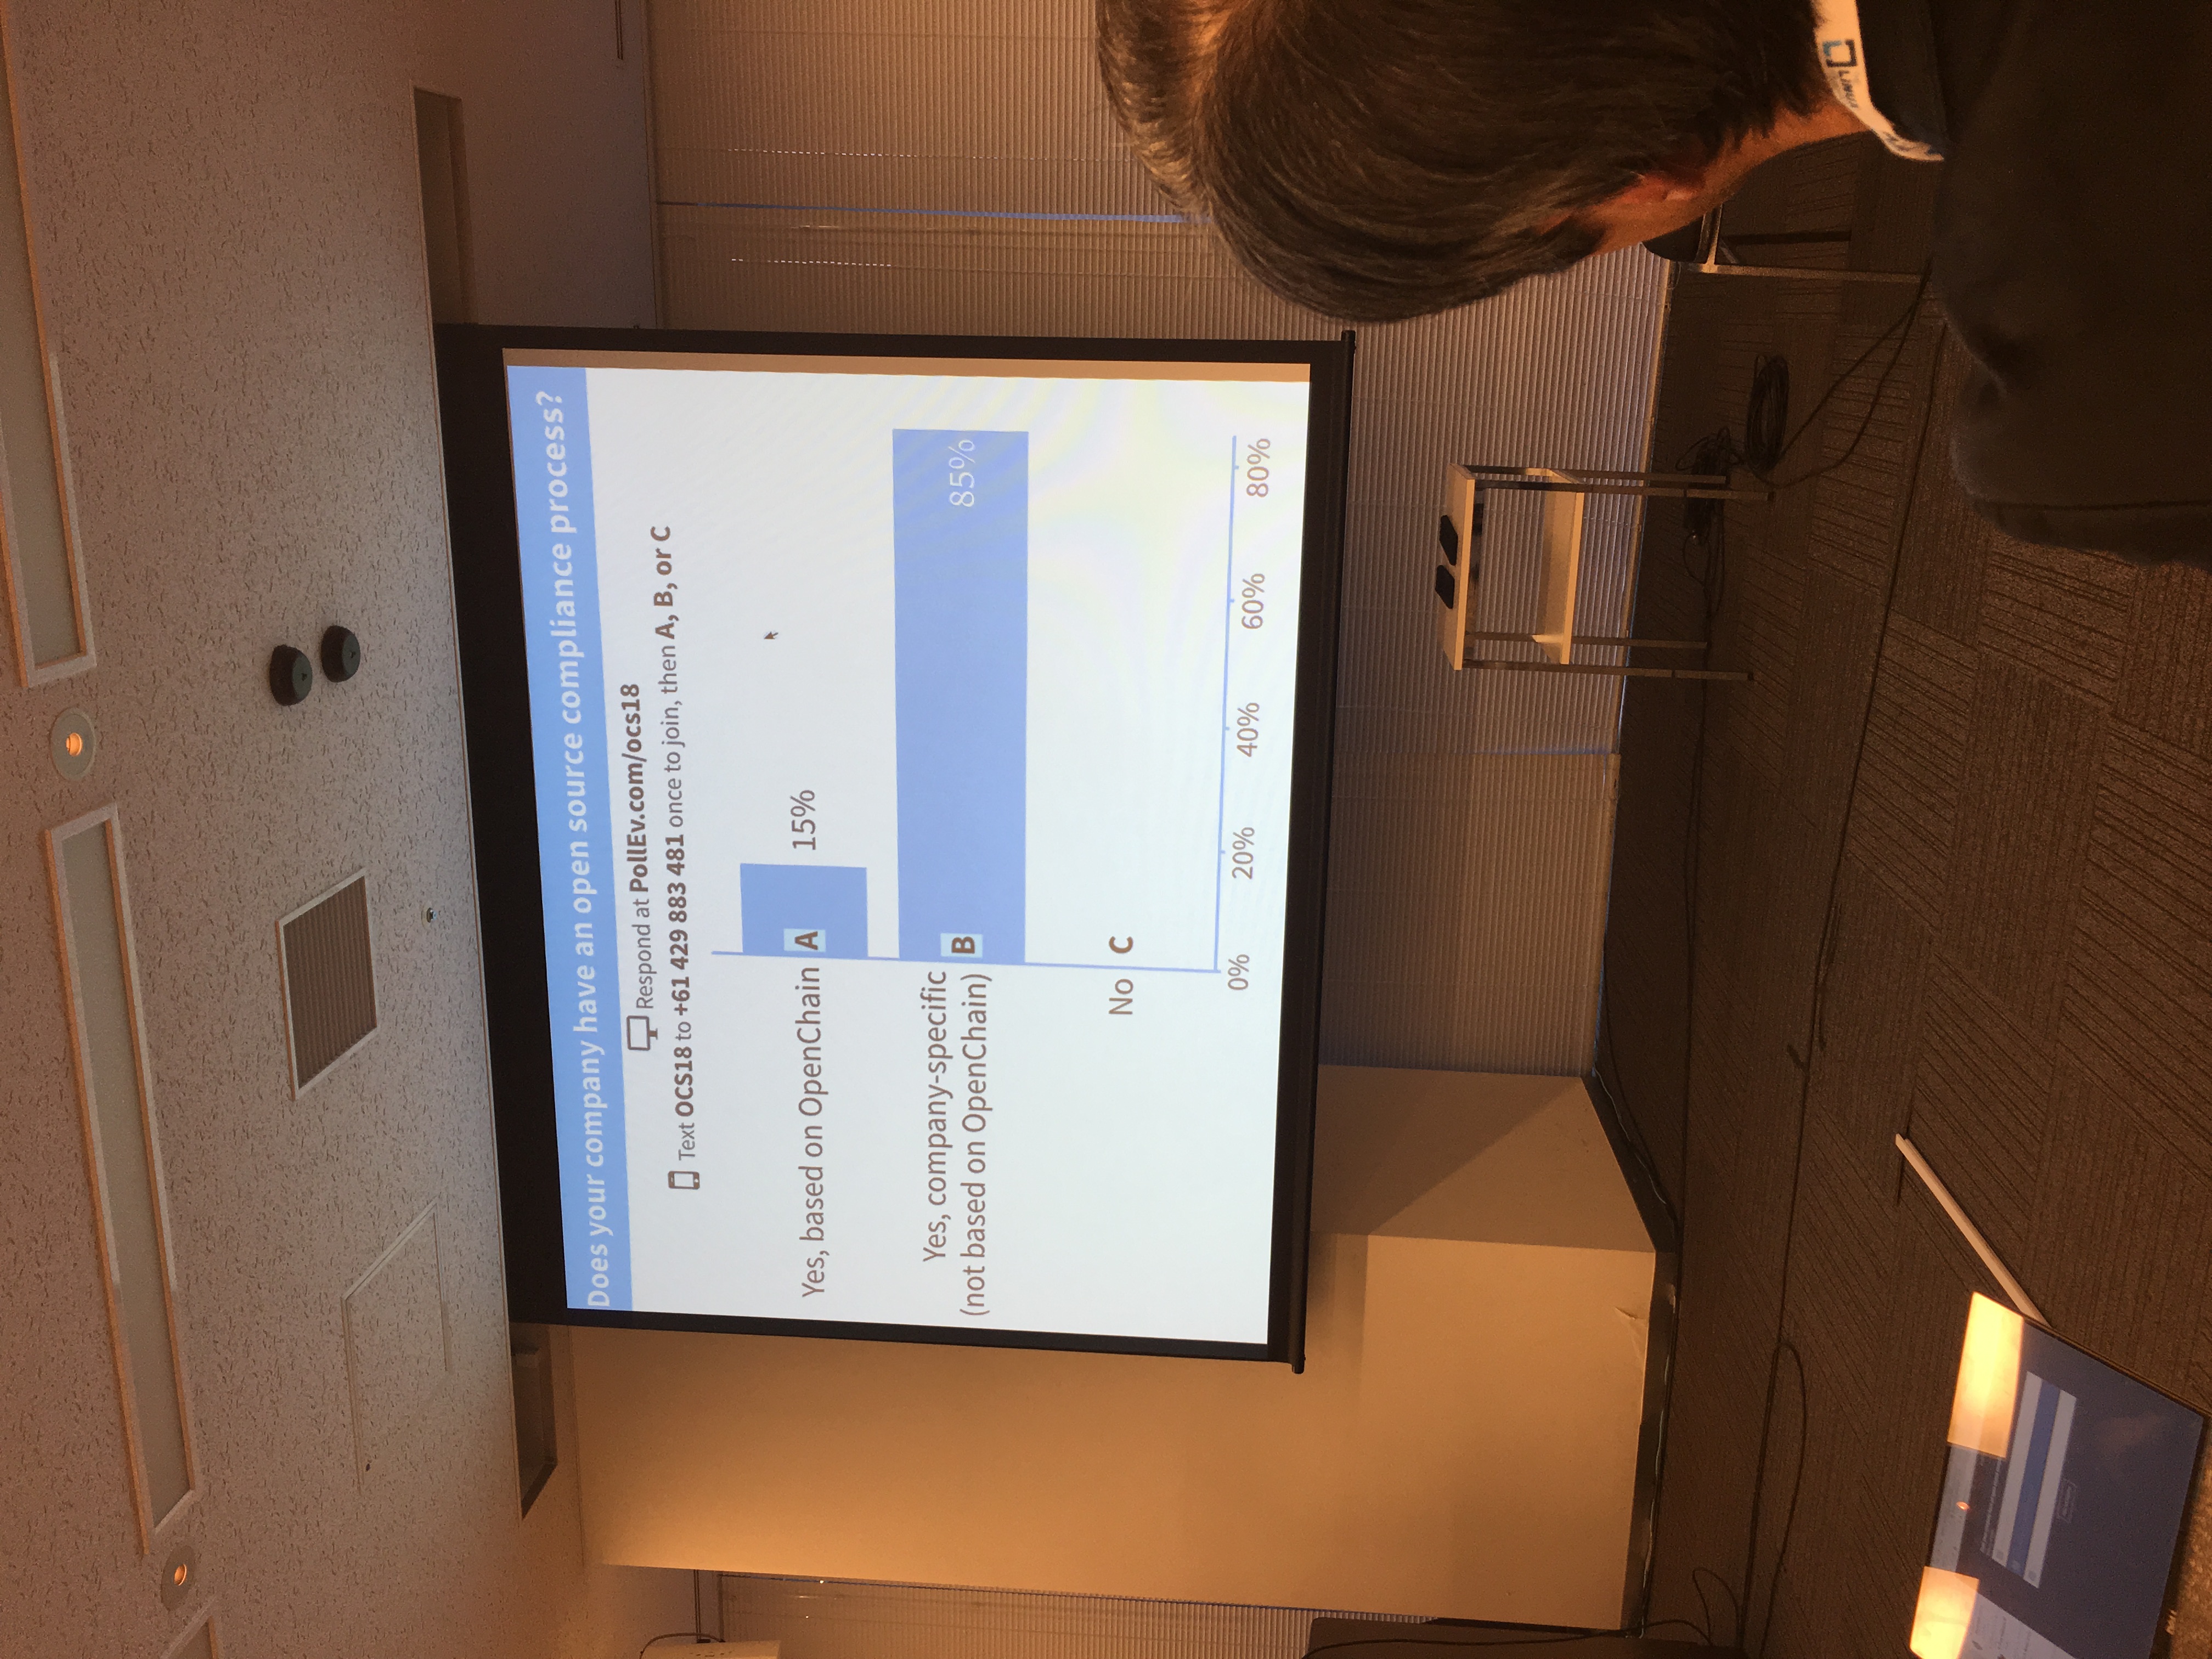 Does your company have an open source compliance process?
Respond at PollEv.com/ocs18
Text OCS18 to +61 429 883 481 once to join, then A, B, or C
Yes, based on OpenChain A 15%
Yes, company-specific
(not based on OpenChain) B 85%
No C
0% 20% 40% 60% 80%
LINUX
DELL